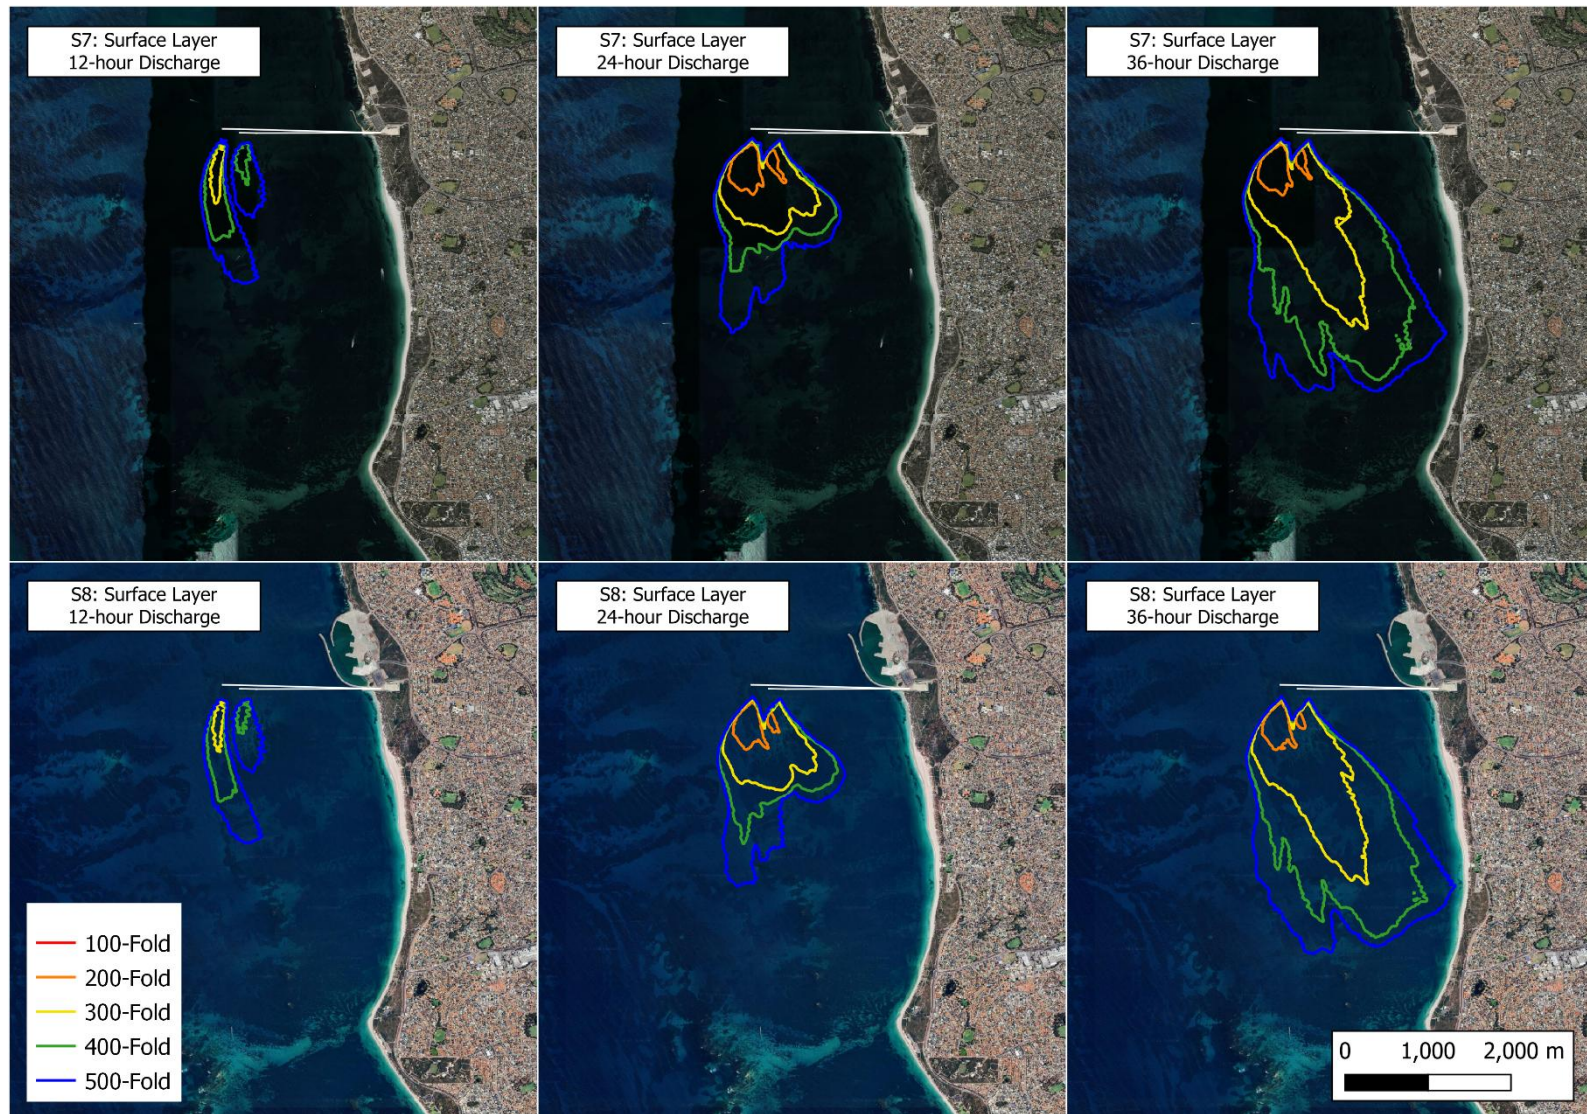 S7: Surface Layer
12-hour Discharge
S7: Surface Layer
24-hour Discharge
S7: Surface Layer
36-hour Discharge
S8: Surface Layer
12-hour Discharge
S8: Surface Layer
24-hour Discharge
S8: Surface Layer
36-hour Discharge
100-Fold
200-Fold
300-Fold
400-Fold
500-Fold
0 1,000 2,000 m